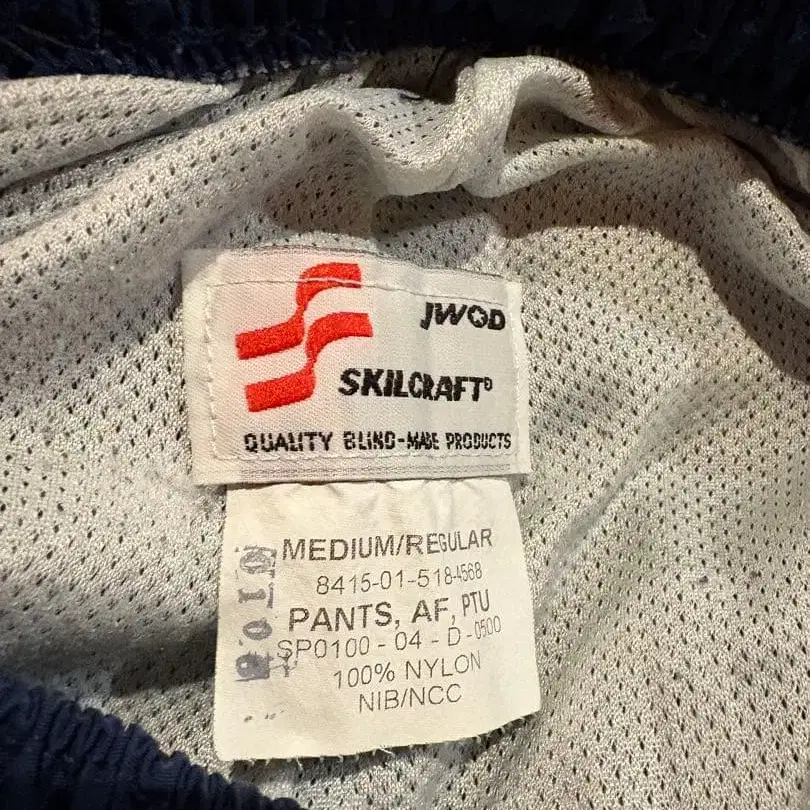 JWOD
SKILCRAFT®
QUALITY BLIND-MADE PRODUCTS
MEDIUM/REGULAR
8415-01-518-4568
PANTS, AF, PTU
SP0100 - 04 - D - 0500
100% NYLON
NIB/NCC